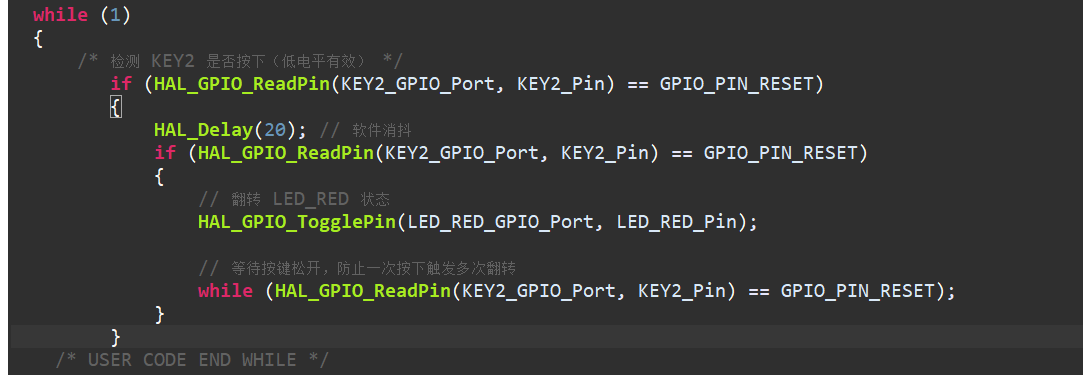 while (1)
{
/* 检测 KEY2 是否按下（低电平有效） */
if (HAL_GPIO_ReadPin(KEY2_GPIO_Port, KEY2_Pin) == GPIO_PIN_RESET)
{
HAL_Delay(20); // 软件消抖
if (HAL_GPIO_ReadPin(KEY2_GPIO_Port, KEY2_Pin) == GPIO_PIN_RESET)
{
// 翻转 LED_RED 状态
HAL_GPIO_TogglePin(LED_RED_GPIO_Port, LED_RED_Pin);
// 等待按键松开，防止一次按下触发多次翻转
while (HAL_GPIO_ReadPin(KEY2_GPIO_Port, KEY2_Pin) == GPIO_PIN_RESET);
}
}
/* USER CODE END WHILE */